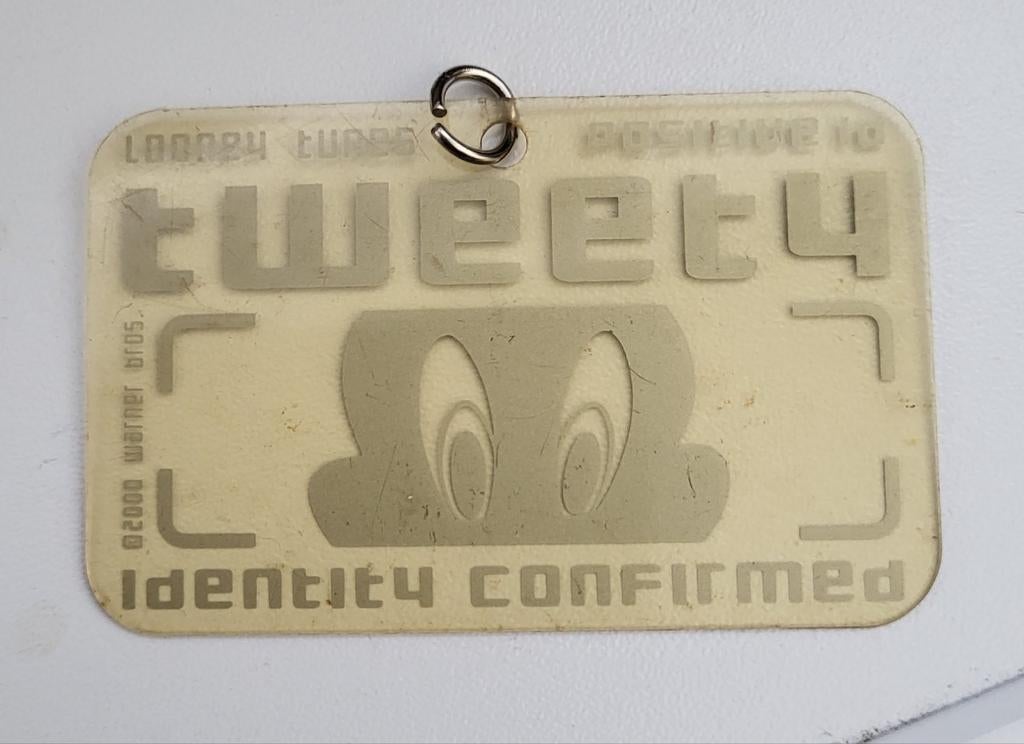 Looney Tunes Positive ID
tweety
©2000 Warner Bros.
Identity Confirmed